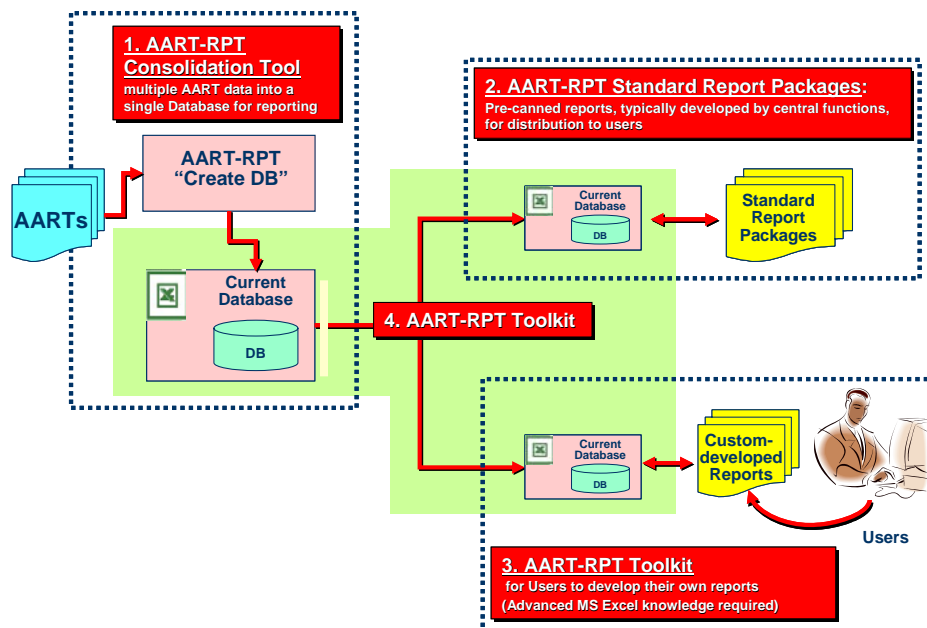 1. AART-RPT
Consolidation Tool
multiple AART data into a
single Database for reporting
2. AART-RPT Standard Report Packages:
Pre-canned reports, typically developed by central functions,
for distribution to users
AARTs
AART-RPT
“Create DB”
Current
Database
DB
Standard
Report
Packages
Current
Database
DB
4. AART-RPT Toolkit
Current
Database
DB
Custom-
developed
Reports
Users
3. AART-RPT Toolkit
for Users to develop their own reports
(Advanced MS Excel knowledge required)